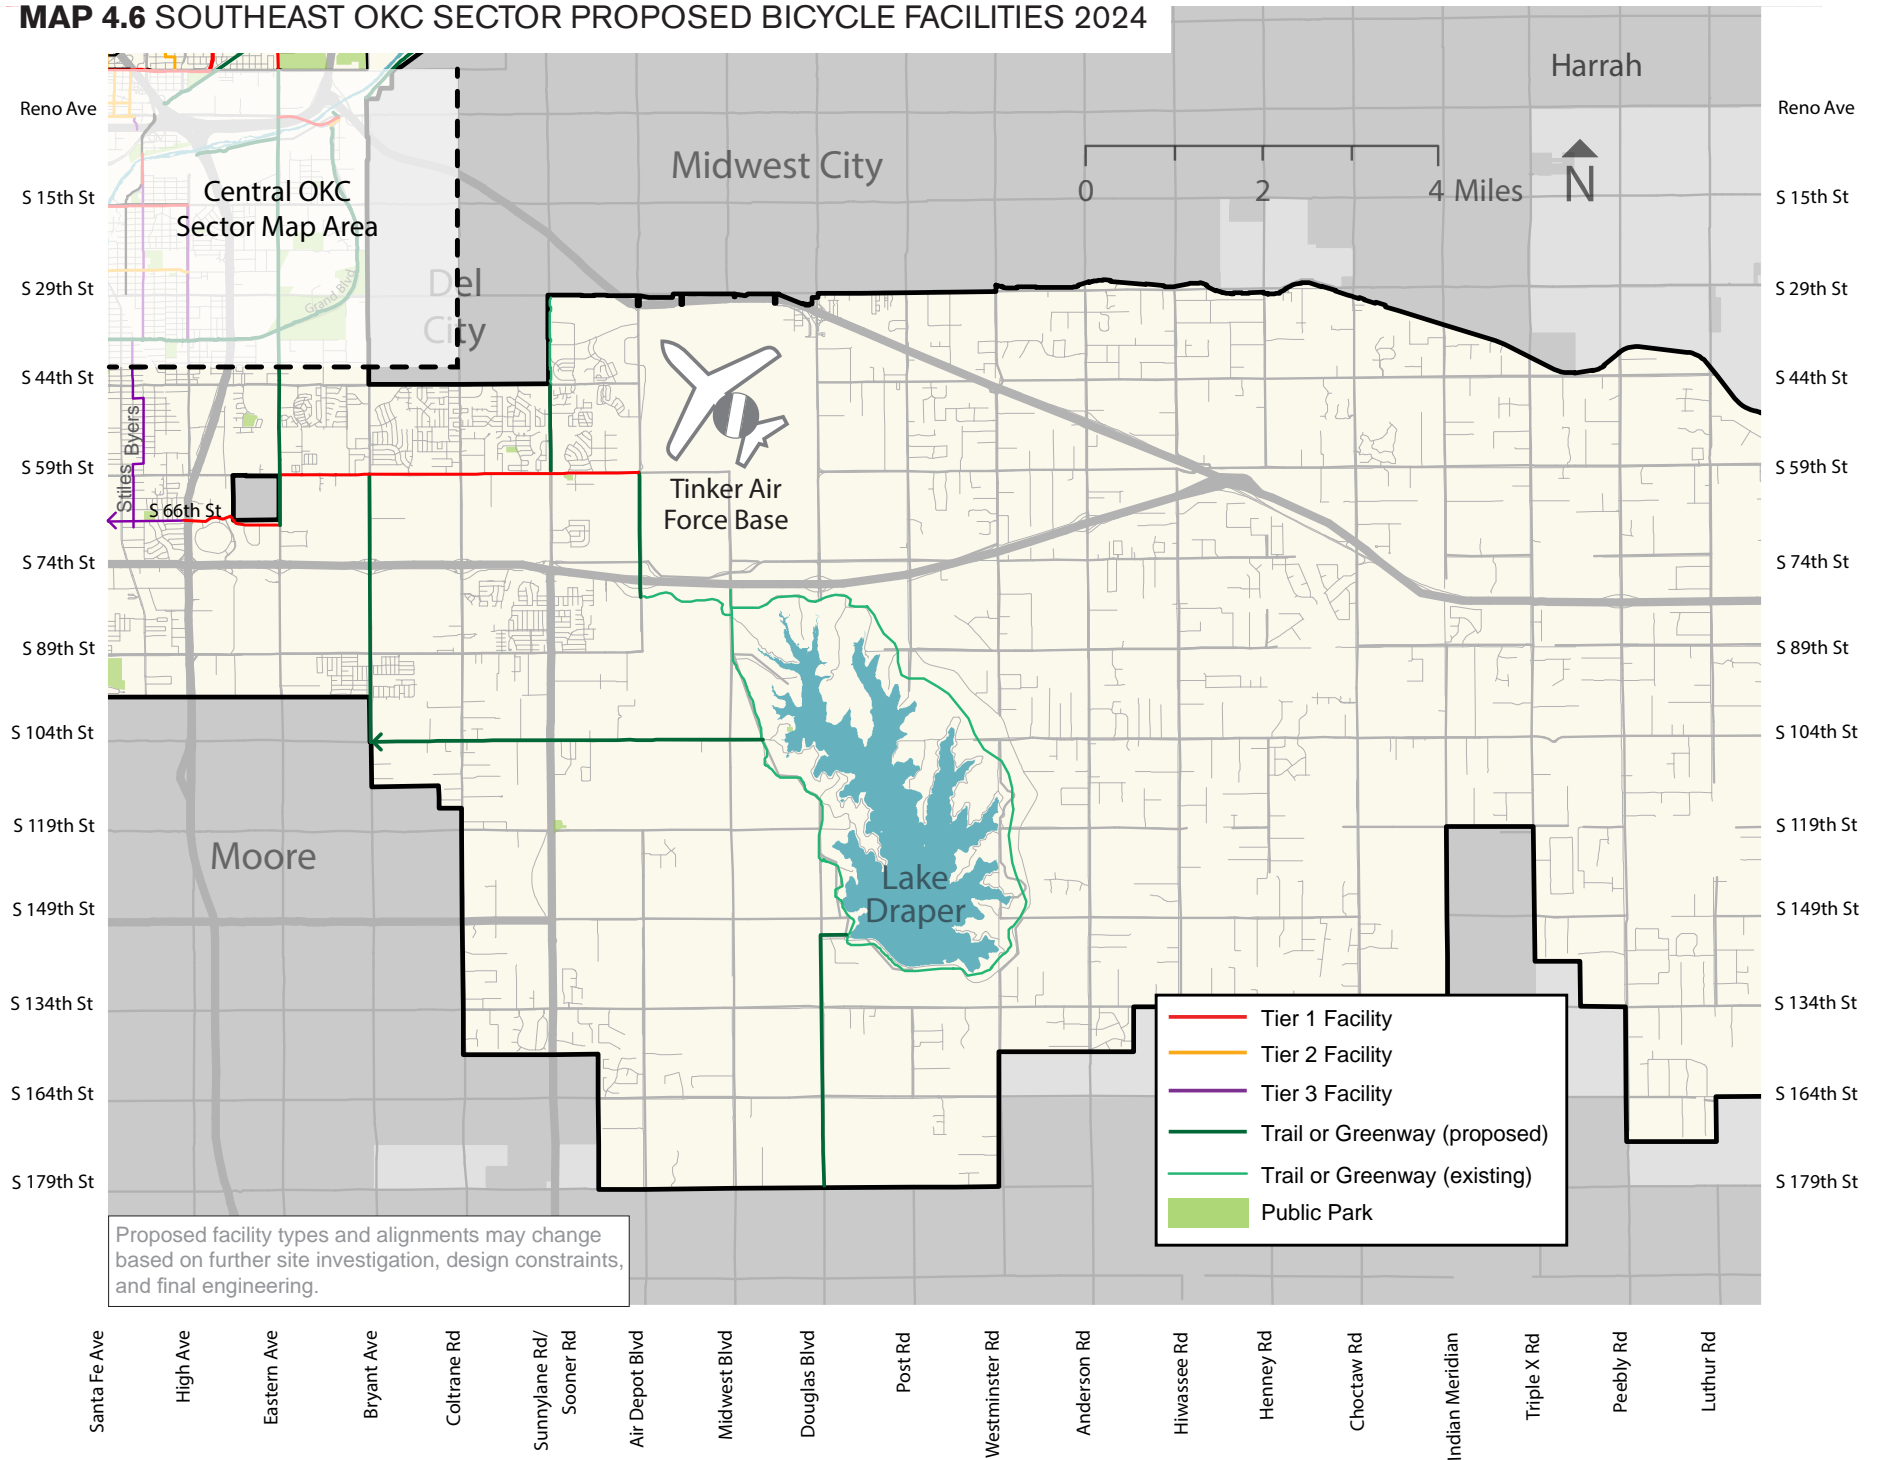 MAP 4.6 SOUTHEAST OKC SECTOR PROPOSED BICYCLE FACILITIES 2024
Harrah
Reno Ave
Reno Ave
Midwest City
0 2 4 Miles
N
Central OKC
Sector Map Area
S 15th St
S 15th St
Grand Blvd
Del
City
S 29th St
S 29th St
S 44th St
S 44th St
Stiles
Byers
S 59th St
S 59th St
Tinker Air
Force Base
S 66th St
S 74th St
S 74th St
S 89th St
S 89th St
S 104th St
S 104th St
S 119th St
S 119th St
Moore
Lake
Draper
S 149th St
S 149th St
S 134th St
S 134th St
Tier 1 Facility
Tier 2 Facility
Tier 3 Facility
Trail or Greenway (proposed)
Trail or Greenway (existing)
Public Park
S 164th St
S 164th St
S 179th St
S 179th St
Proposed facility types and alignments may change
based on further site investigation, design constraints,
and final engineering.
Santa Fe Ave
High Ave
Eastern Ave
Bryant Ave
Coltrane Rd
Sunnylane Rd/
Sooner Rd
Air Depot Blvd
Midwest Blvd
Douglas Blvd
Post Rd
Westminster Rd
Anderson Rd
Hiwassee Rd
Henney Rd
Choctaw Rd
Indian Meridian
Triple X Rd
Peebly Rd
Luthur Rd